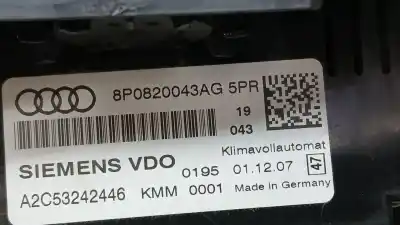 8P0820043AG 5PR
19
043
Klimavollautomat
SIEMENS VDO 0195 01.12.07 47
A2C53242446 KMM 0001 Made in Germany